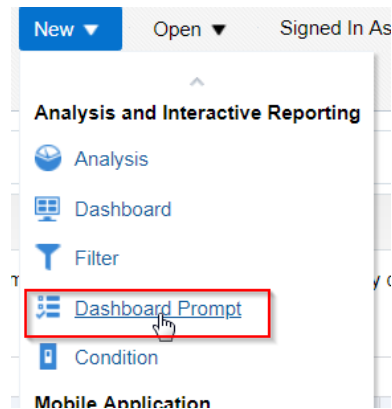 New ▼ Open ▼ Signed In As
Analysis and Interactive Reporting
Analysis
Dashboard
Filter
Dashboard Prompt
Condition
Mobile Application